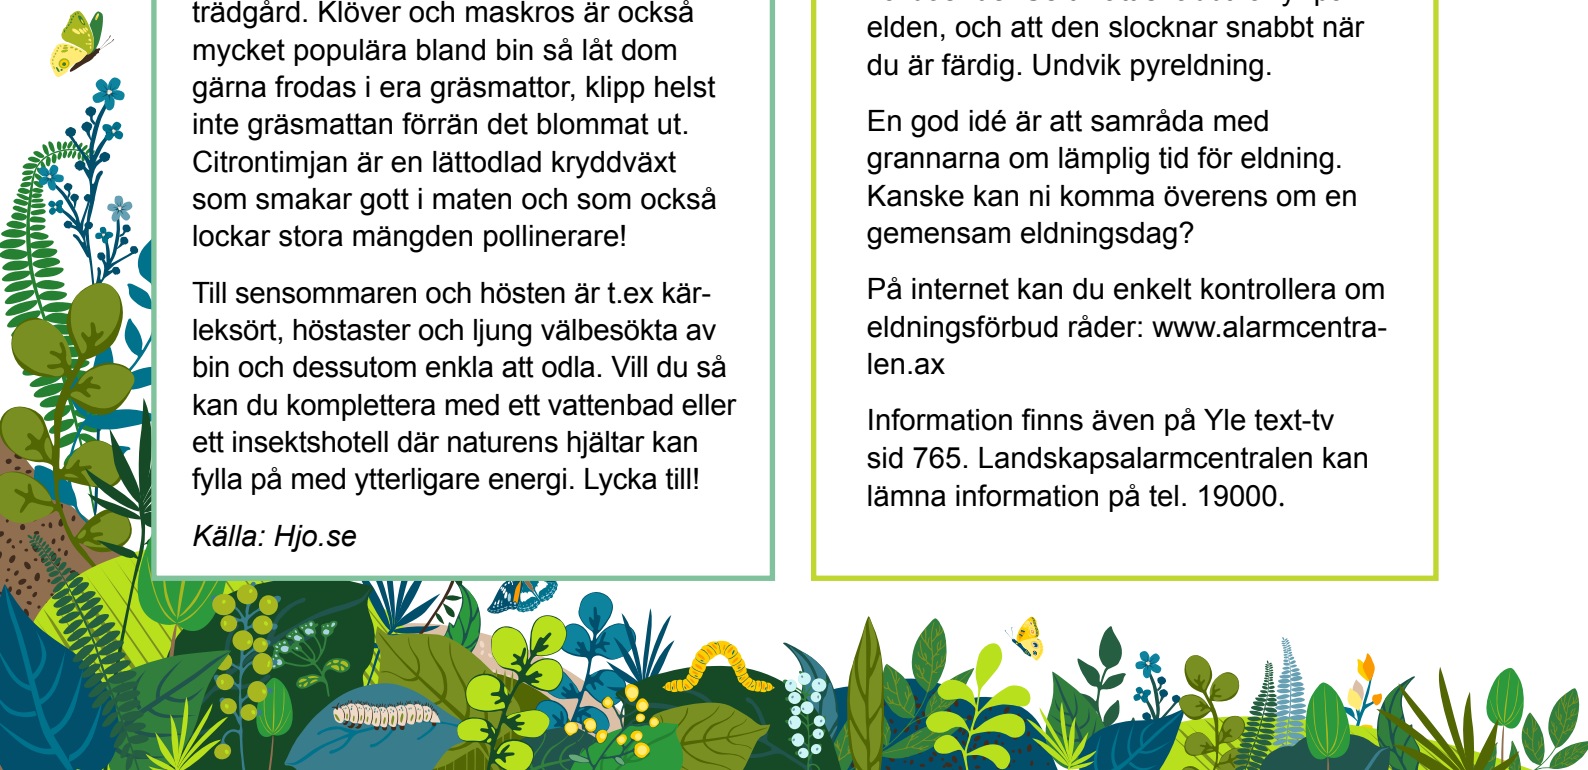 trädgård. Klöver och maskros är också
mycket populära bland bin så låt dom
gärna frodas i era gräsmattor, klipp helst
inte gräsmattan förrän det blommat ut.
Citrontimjan är en lättodlad kryddväxt
som smakar gott i maten och som också
lockar stora mängden pollinerare!
Till sensommaren och hösten är t.ex kär-
leksört, höstaster och ljung välbesökta av
bin och dessutom enkla att odla. Vill du så
kan du komplettera med ett vattenbad eller
ett insektshotell där naturens hjältar kan
fylla på med ytterligare energi. Lycka till!
Källa: Hjo.se
elden, och att den slocknar snabbt när
du är färdig. Undvik pyreldning.
En god idé är att samråda med
grannarna om lämplig tid för eldning.
Kanske kan ni komma överens om en
gemensam eldningsdag?
På internet kan du enkelt kontrollera om
eldningsförbud råder: www.alarmcentra-
len.ax
Information finns även på Yle text-tv
sid 765. Landskapsalarmcentralen kan
lämna information på tel. 19000.